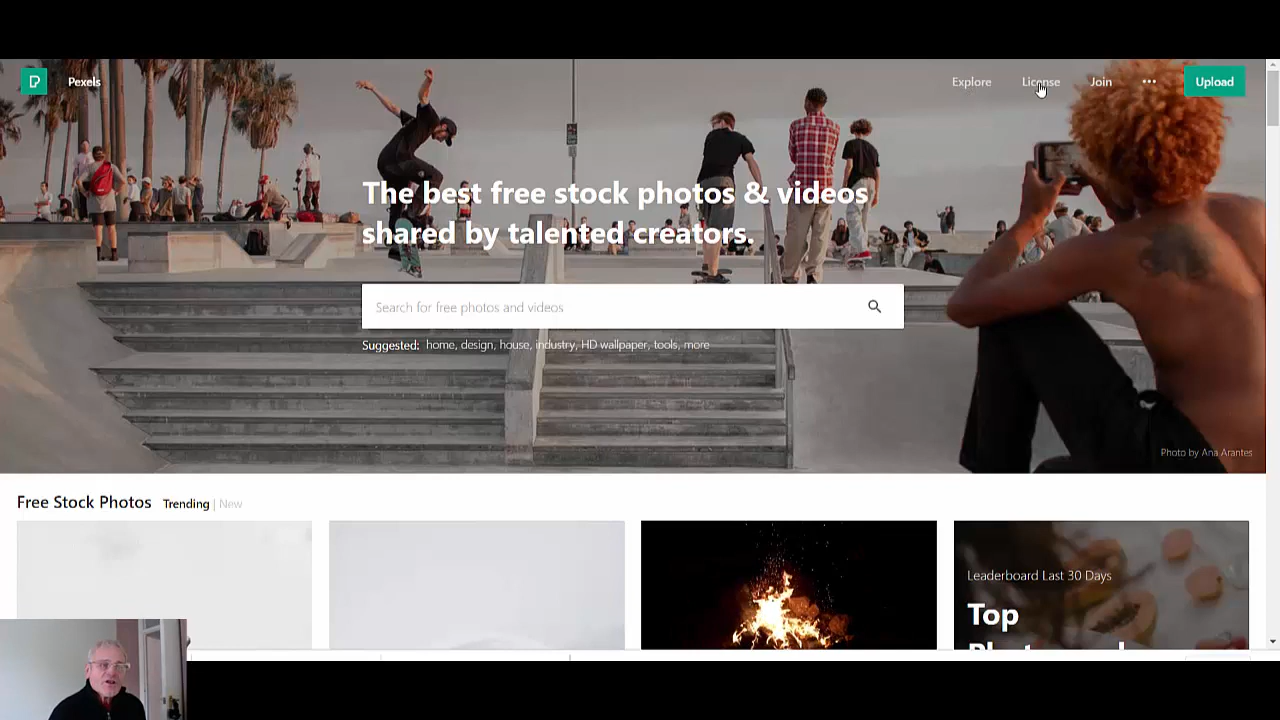 Pexels
Explore License Join ••• Upload
The best free stock photos & videos
shared by talented creators.
Search for free photos and videos
Suggested: home, design, house, industry, HD wallpaper, tools, more
Photo by Ana Arantes
Free Stock Photos Trending | New
Leaderboard Last 30 Days
Top